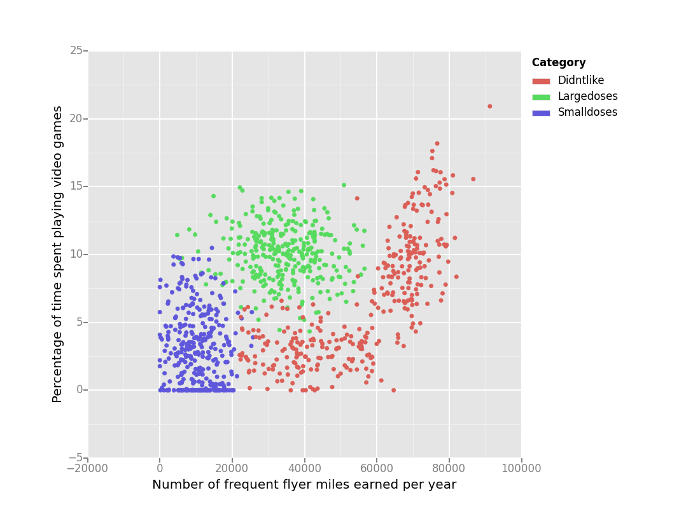 25
20
15
10
5
0
−5
−20000 0 20000 40000 60000 80000 100000
Number of frequent flyer miles earned per year
Percentage of time spent playing video games
Category
Didntlike
Largedoses
Smalldoses